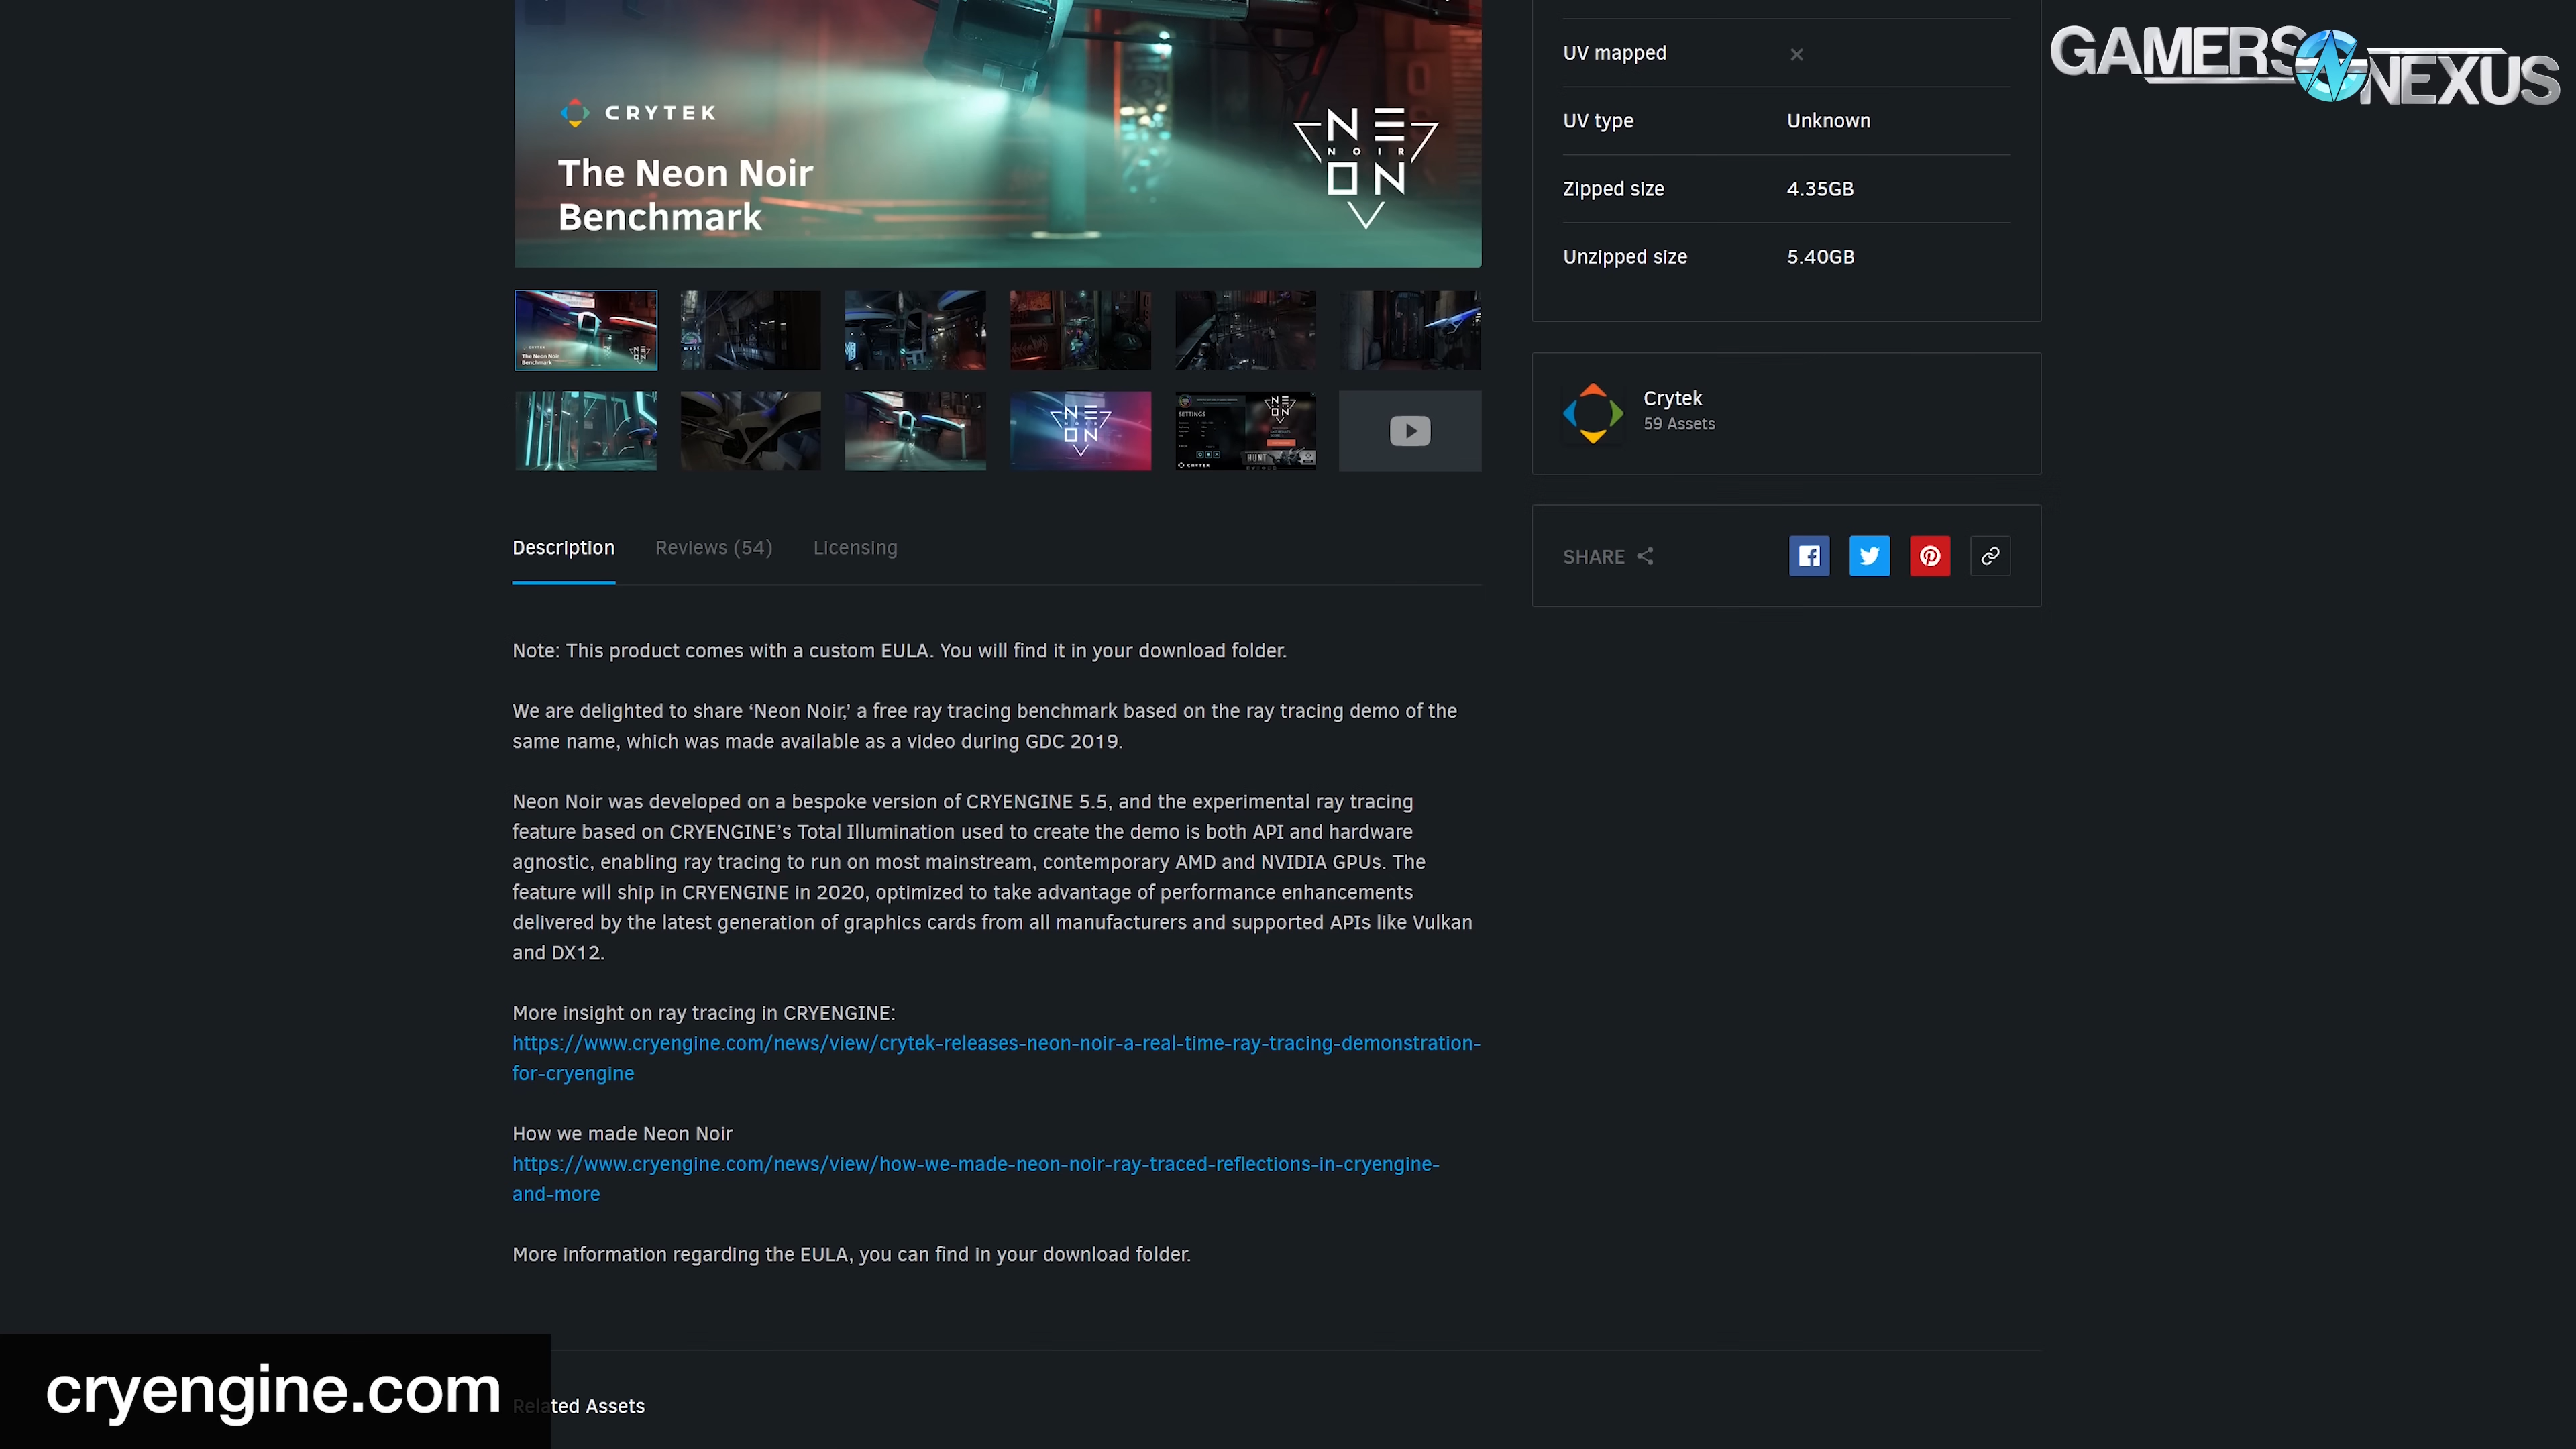 GAMERS NEXUS
CRYTEK
The Neon Noir
Benchmark
NEON
NOIR
UV mapped
UV type Unknown
Zipped size 4.35GB
Unzipped size 5.40GB
The Neon Noir
Benchmark
NEON
NEON
SETTINGS
NEON
CRYTEK
HUNT
Crytek
59 Assets
SHARE
Description Reviews (54) Licensing
Note: This product comes with a custom EULA. You will find it in your download folder.
We are delighted to share ‘Neon Noir,’ a free ray tracing benchmark based on the ray tracing demo of the
same name, which was made available as a video during GDC 2019.
Neon Noir was developed on a bespoke version of CRYENGINE 5.5, and the experimental ray tracing
feature based on CRYENGINE’s Total Illumination used to create the demo is both API and hardware
agnostic, enabling ray tracing to run on most mainstream, contemporary AMD and NVIDIA GPUs. The
feature will ship in CRYENGINE in 2020, optimized to take advantage of performance enhancements
delivered by the latest generation of graphics cards from all manufacturers and supported APIs like Vulkan
and DX12.
More insight on ray tracing in CRYENGINE:
https://www.cryengine.com/news/view/crytek-releases-neon-noir-a-real-time-ray-tracing-demonstration-
for-cryengine
How we made Neon Noir
https://www.cryengine.com/news/view/how-we-made-neon-noir-ray-traced-reflections-in-cryengine-
and-more
More information regarding the EULA, you can find in your download folder.
Related Assets
cryengine.com